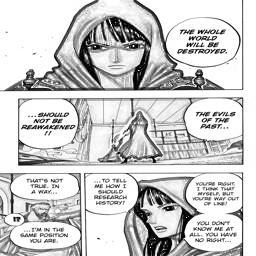 THE WHOLE
WORLD
WILL BE
DESTROYED.
THE EVILS
OF THE
PAST...
...SHOULD
NOT BE
REAWAKENED
!!
YOU'RE RIGHT,
I THINK THAT
MYSELF, BUT
YOU'RE WAY OUT
OF LINE!
YOU DON'T
KNOW ME AT
ALL. YOU HAVE
NO RIGHT...
...TO TELL
ME HOW I
SHOULD
RESEARCH
HISTORY!
THAT'S NOT
TRUE. IN
A WAY...
!?
...I'M IN THE
SAME POSITION
YOU ARE.